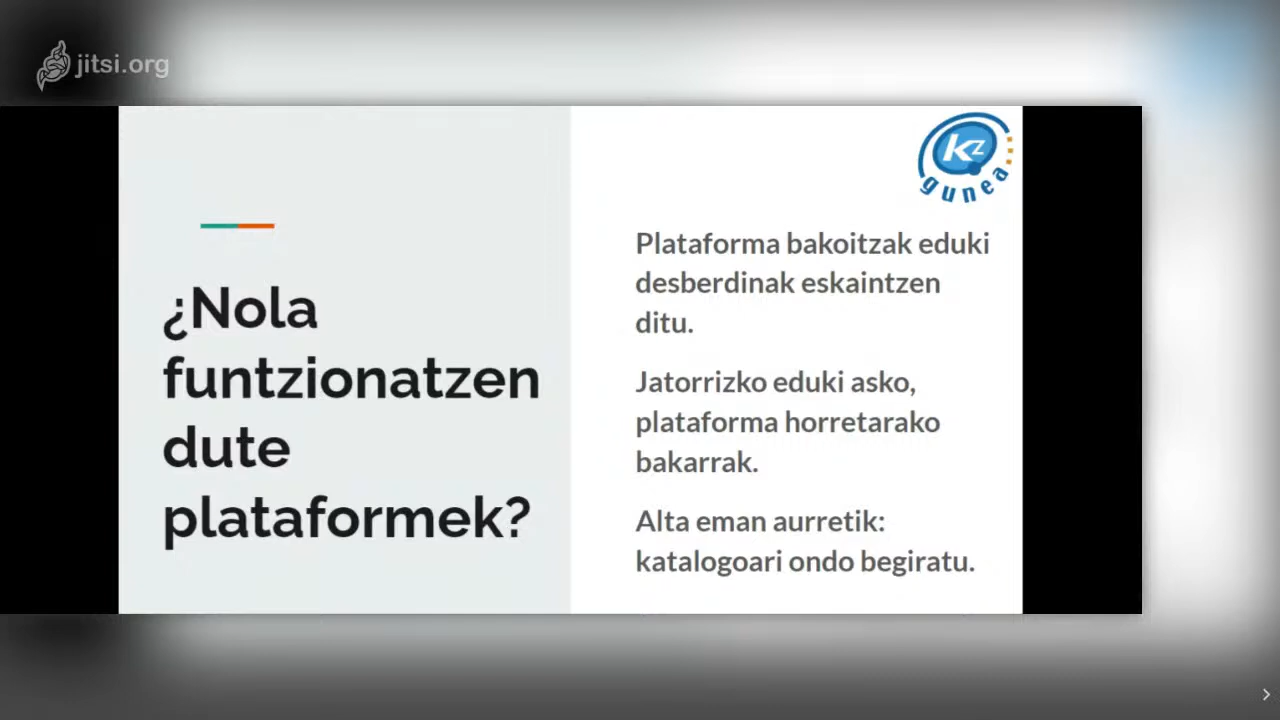 jitsi.org
kz
gunea
¿Nola
funtzionatzen
dute
plataformek?
Plataforma bakoitzak eduki
desberdinak eskaintzen
ditu.
Jatorrizko eduki asko,
plataforma horretarako
bakarrak.
Alta eman aurretik:
katalogoari ondo begiratu.